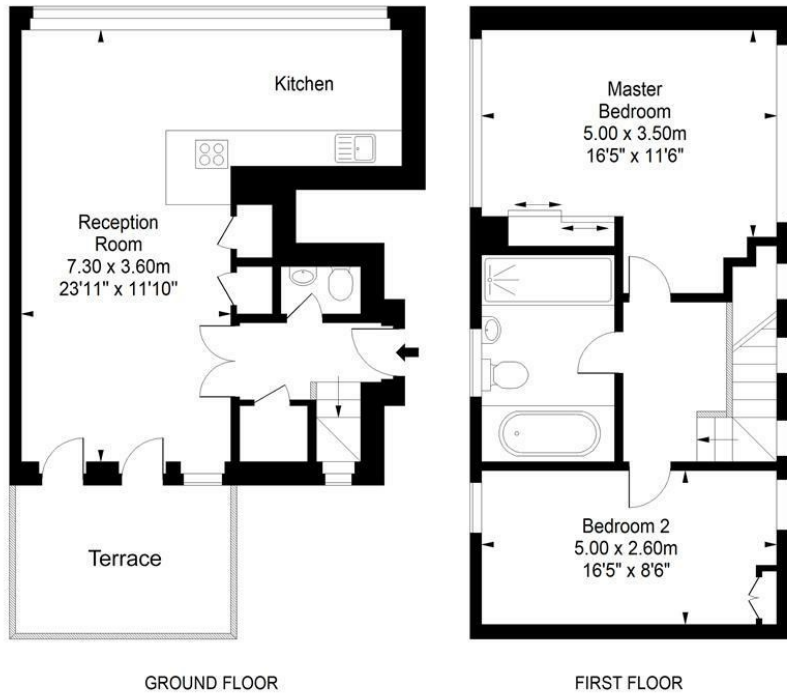 Kitchen
Reception
Room
7.30 x 3.60m
23'11" x 11'10"
Terrace
GROUND FLOOR
Master
Bedroom
5.00 x 3.50m
16'5" x 11'6"
Bedroom 2
5.00 x 2.60m
16'5" x 8'6"
FIRST FLOOR